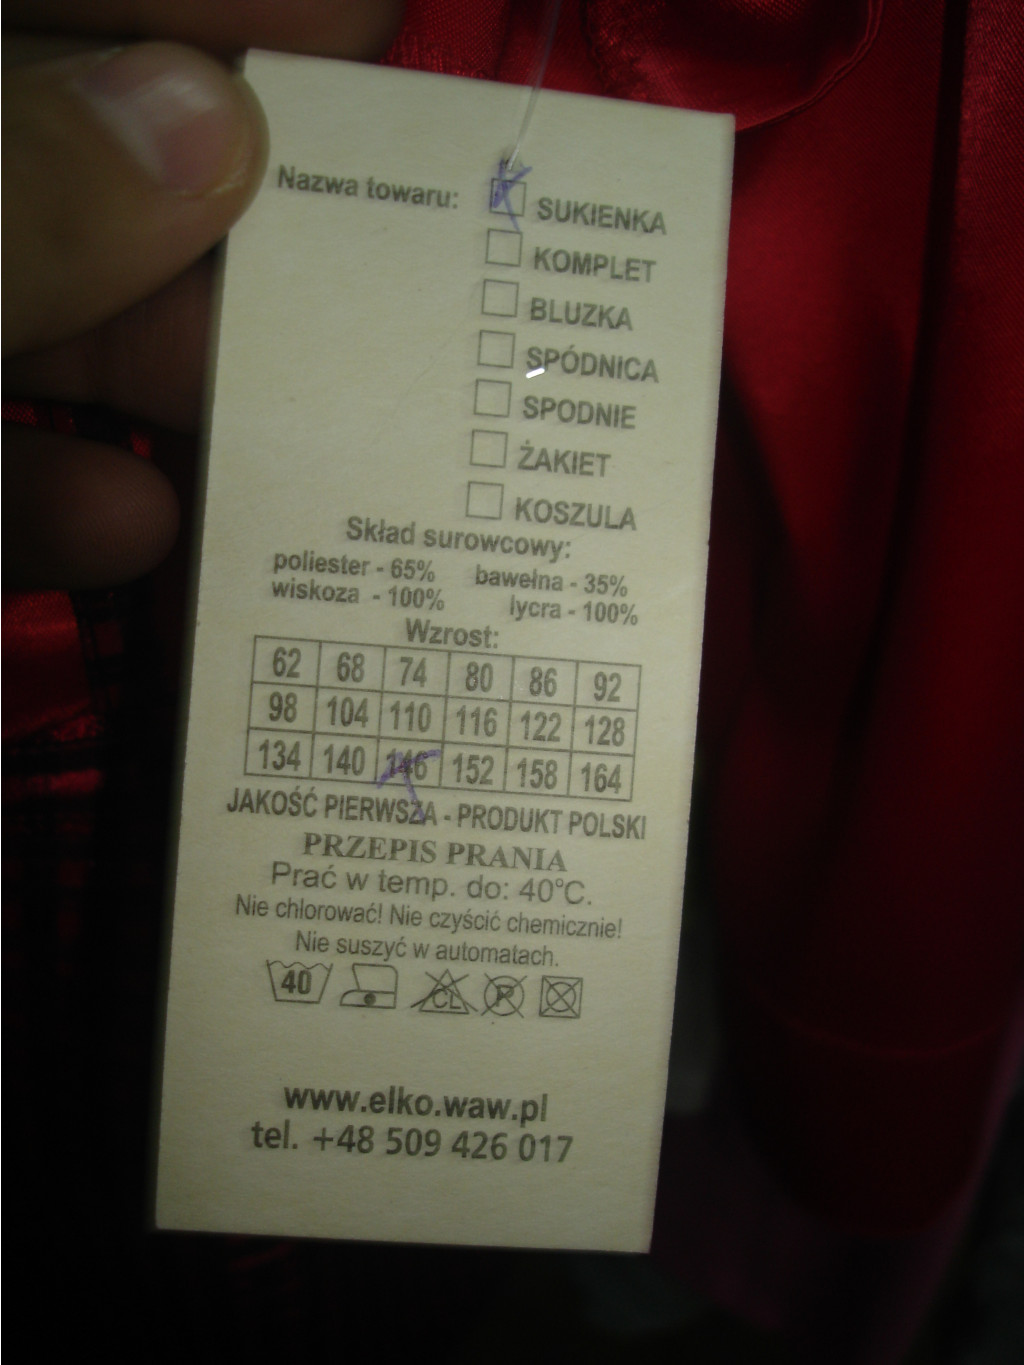 Nazwa towaru: SUKIENKA
KOMPLET
BLUZKA
SPÓDNICA
SPODNIE
ŻAKIET
KOSZULA
Skład surowcowy:
poliester - 65% bawełna - 35%
wiskoza - 100% lycra - 100%
Wzrost:
62 68 74 80 86 92
98 104 110 116 122 128
134 140 146 152 158 164
JAKOŚĆ PIERWSZA - PRODUKT POLSKI
PRZEPIS PRANIA
Prać w temp. do: 40°C.
Nie chlorować! Nie czyścić chemicznie!
Nie suszyć w automatach.
40 CL P
www.elko.waw.pl
tel. +48 509 426 017